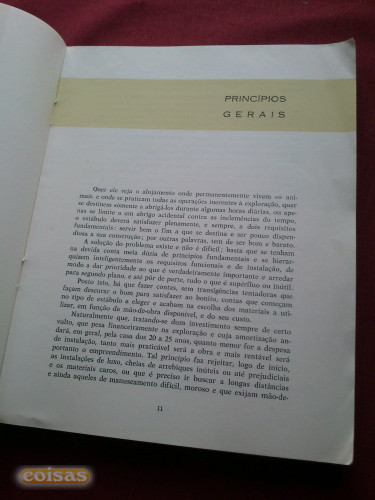 PRINCÍPIOS
GERAIS
Quer ele seja o alojamento onde permanentemente vivem os ani-
mais e onde se praticam todas as operações inerentes à exploração, quer
se destinem sòmente a abrigá-los durante algumas horas diárias, ou ape-
nas se limite a um abrigo acidental contra as inclemências do tempo,
o estábulo deverá satisfazer plenamente, e sempre, a dois requisitos
fundamentais: servir bem o fim a que se destina e ser pouco dispen-
diosa a sua construção; por outras palavras, tem de ser bom e barato.
A solução do problema existe e não é difícil; basta que se tenham
na devida conta meia dúzia de princípios fundamentais e se hierar-
quizem inteligentemente os requisitos funcionais e de instalação, de
modo a dar prioridade ao que é verdadeiramente importante e arredar
para segundo plano, e até pôr de parte, tudo o que é supérfluo ou inútil.
Posto isto, há que fazer contas, sem transigências tentadoras que
façam descurar o bom para satisfazer ao bonito, contas que começam
no tipo de estábulo a eleger e acabam na escolha dos materiais a uti-
lizar, em função da mão-de-obra disponível, e do seu custo.
Naturalmente que, tratando-se dum investimento sempre de certo
vulto, que pesa financeiramente na exploração e cuja amortização an-
dará, em geral, pela casa dos 20 a 25 anos, quanto menor for a despesa
de instalação, tanto mais praticável será a obra e mais rentável será
portanto o empreendimento. Tal princípio faz rejeitar, logo de início,
as instalações de luxo, cheias de arrebiques inúteis ou até prejudiciais
e os materiais caros, ou que é preciso ir buscar a longas distâncias
e ainda aqueles de manuseamento difícil, moroso e que exijam mão-de-
11
coisas